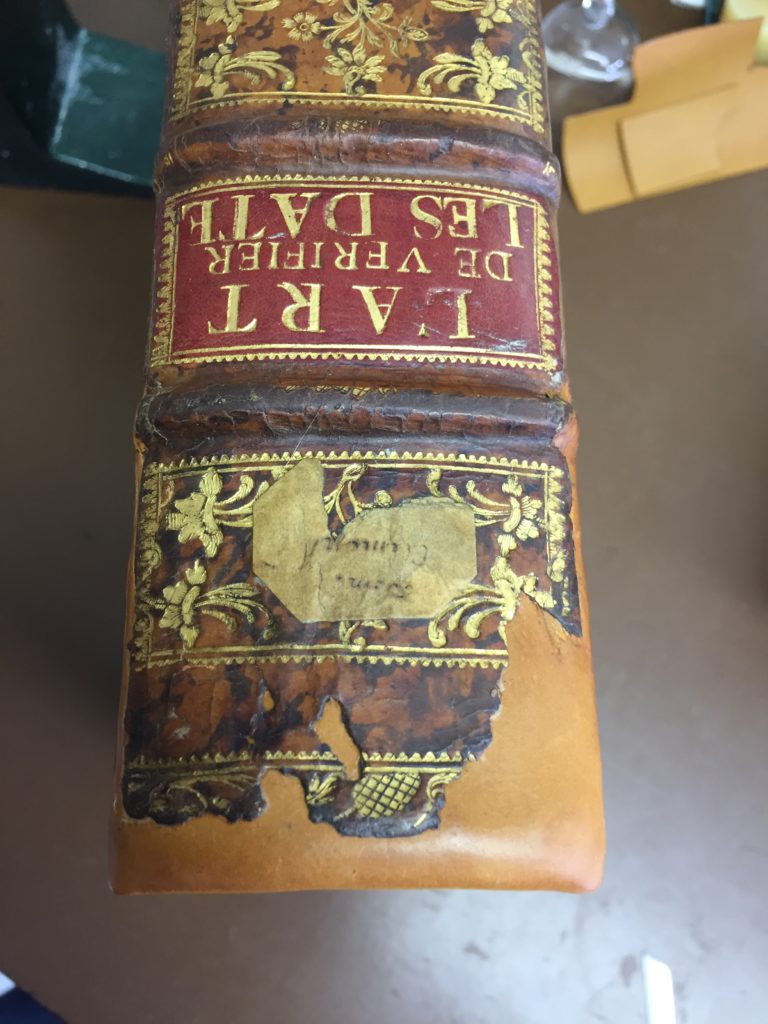 L'ART
DE VERIFIER
LES DATE